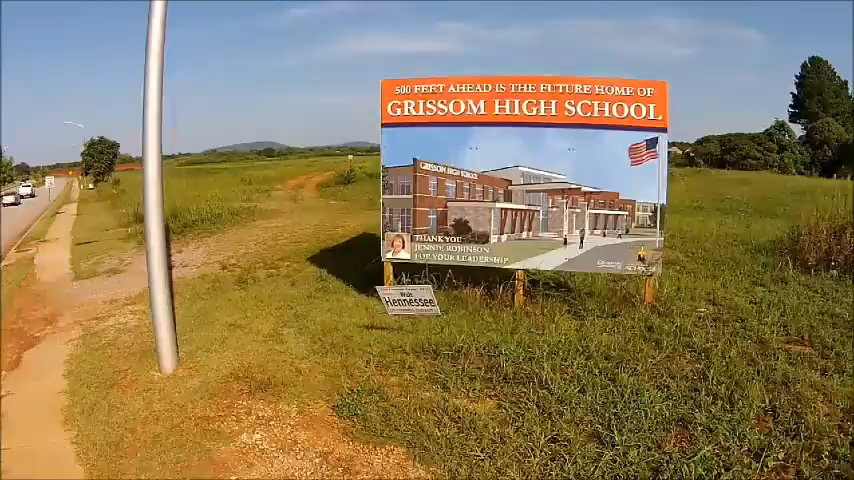 500 FEET AHEAD IS THE FUTURE HOME OF
GRISSOM HIGH SCHOOL
GRISSOM HIGH SCHOOL
THANK YOU
JENNIE ROBINSON
FOR YOUR LEADERSHIP!
Walt
Hennessee